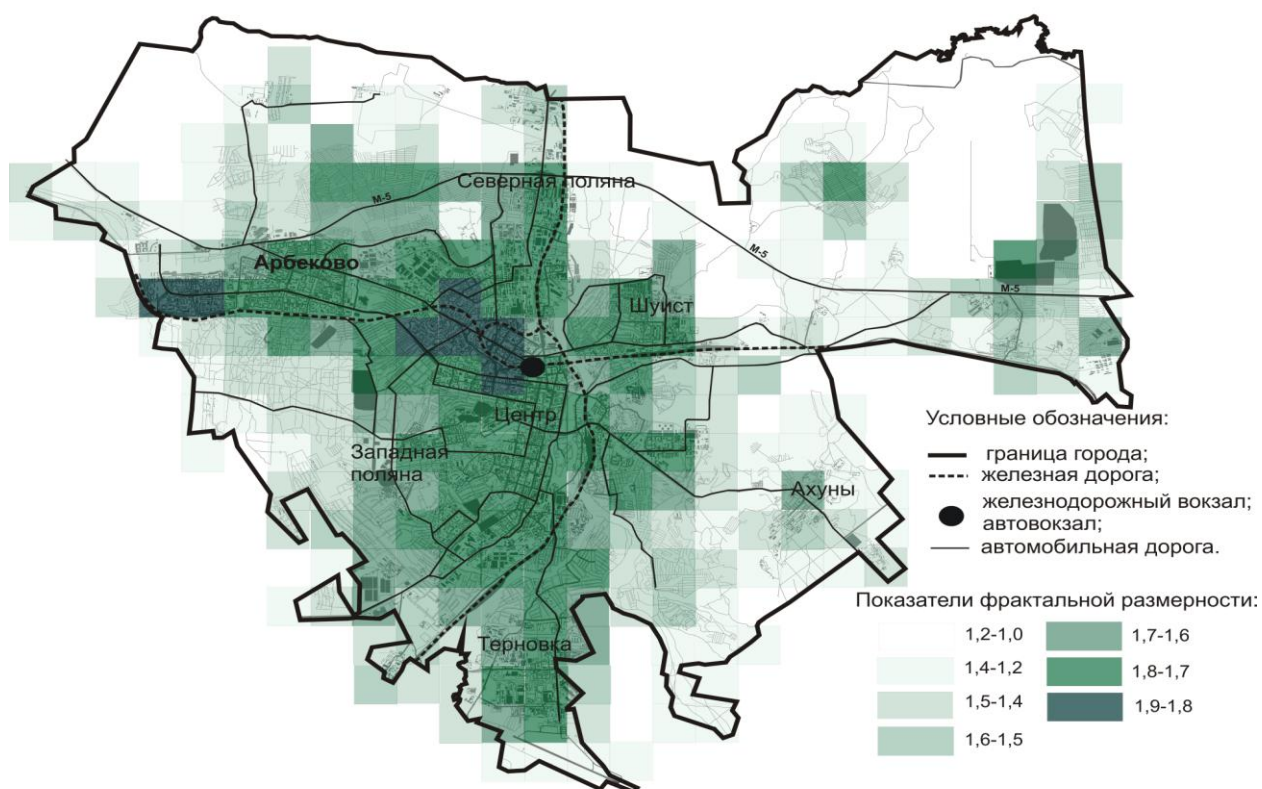 Северная поляна
М-5
М-5
Арбеково
Шуист
М-5
Центр
Западная
поляна
Ахуны
Терновка
Условные обозначения:
граница города;
железная дорога;
железнодорожный вокзал;
автовокзал;
автомобильная дорога.
Показатели фрактальной размерности:
1,2-1,0
1,4-1,2
1,5-1,4
1,6-1,5
1,7-1,6
1,8-1,7
1,9-1,8